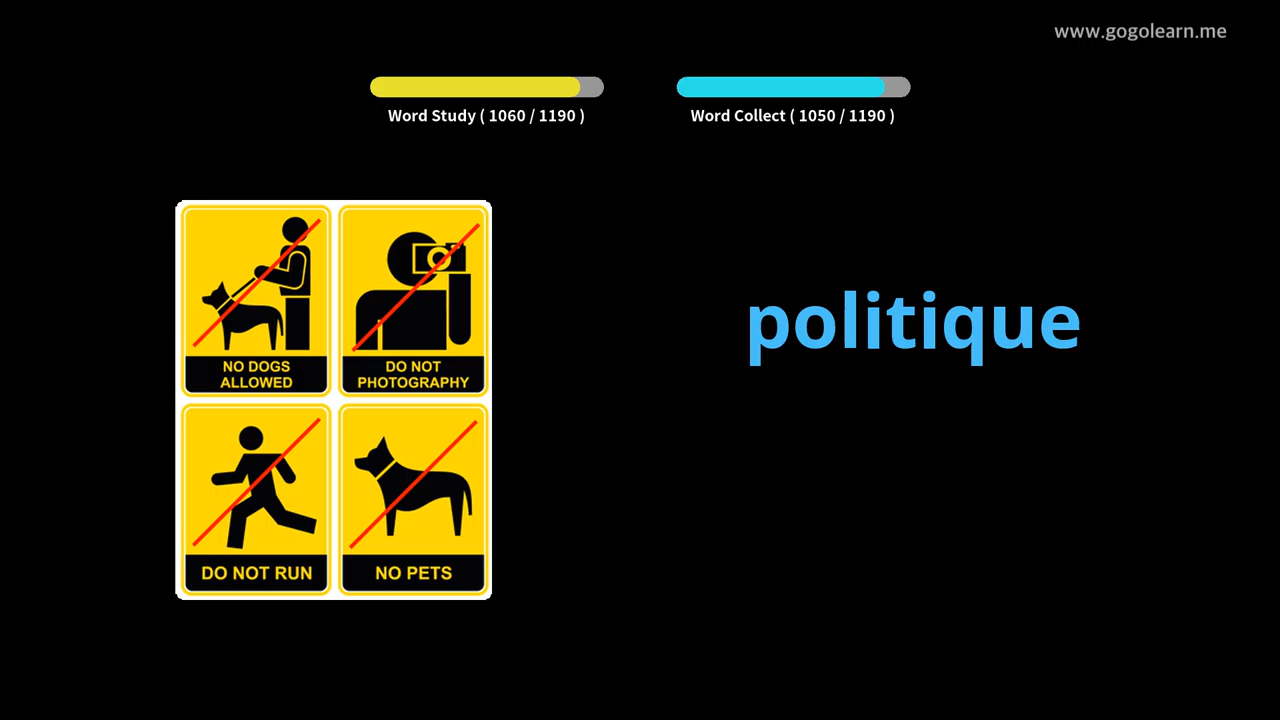 www.gogolearn.me
Word Study ( 1060 / 1190 )
Word Collect ( 1050 / 1190 )
NO DOGS
ALLOWED
DO NOT
PHOTOGRAPHY
politique
DO NOT RUN
NO PETS